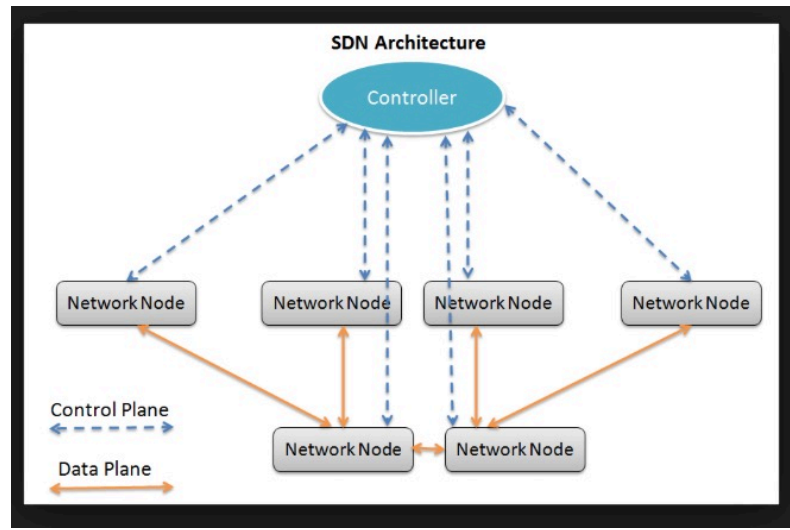 SDN Architecture
Controller
Network Node
Network Node
Network Node
Network Node
Control Plane
Data Plane
Network Node
Network Node